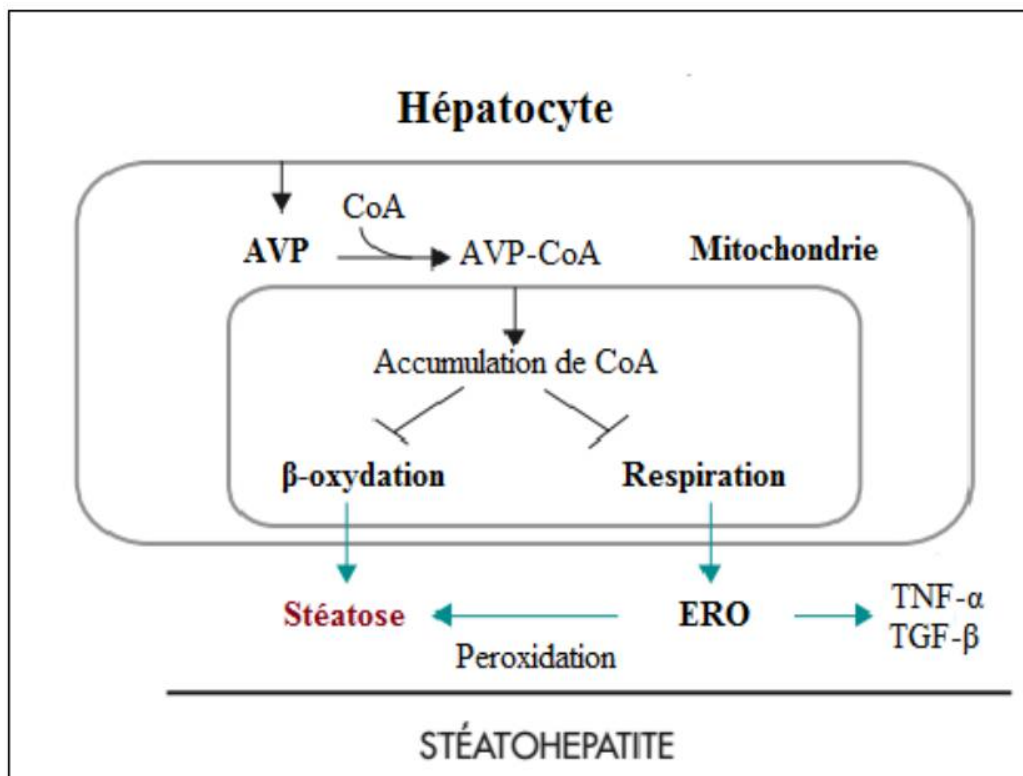 Hépatocyte
CoA
AVP
AVP-CoA
Mitochondrie
Accumulation de CoA
β-oxydation
Respiration
Stéatose
ERO
TNF-α
TGF-β
Peroxidation
STÉATOHEPATITE